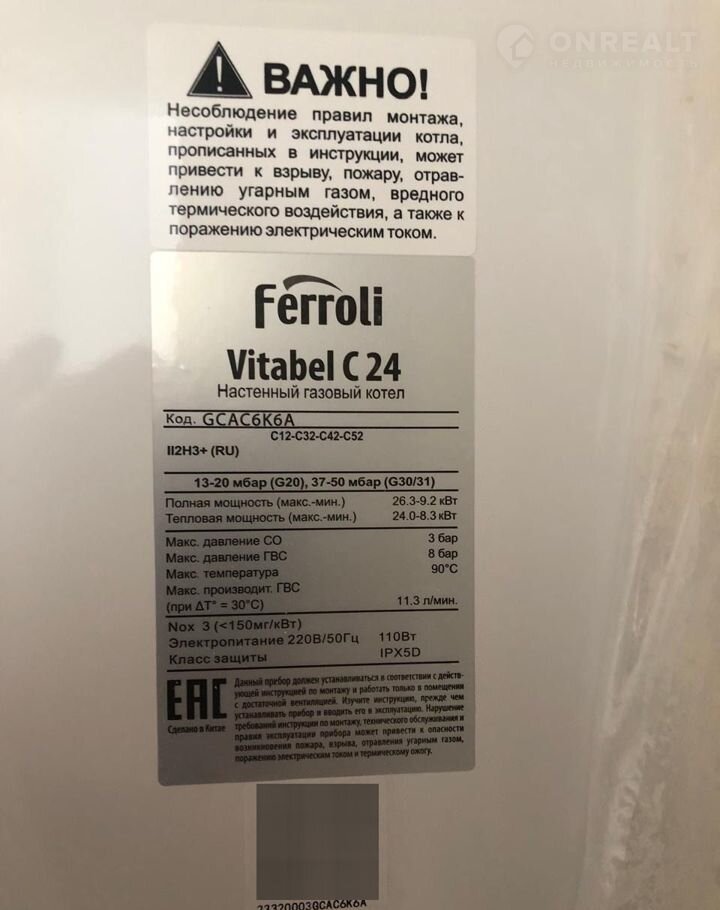 ONREALT
НЕДВИЖИМОСТЬ
ВАЖНО!
Несоблюдение правил монтажа,
настройки и эксплуатации котла,
прописанных в инструкции, может
привести к взрыву, пожару, отрав-
лению угарным газом, вредного
термического воздействия, а также к
поражению электрическим током.
Ferroli
Vitabel C 24
Настенный газовый котел
Код. GCAC6K6A
C12-C32-C42-C52
II2H3+ (RU)
13-20 мбар (G20), 37-50 мбар (G30/31)
Полная мощность (макс.-мин.) 26.3-9.2 кВт
Тепловая мощность (макс.-мин.) 24.0-8.3 кВт
Макс. давление СО 3 бар
Макс. давление ГВС 8 бар
Макс. температура 90°C
Макс. производит. ГВС
(при ΔT° = 30°C) 11.3 л/мин.
Nox 3 (<150мг/кВт)
Электропитание 220В/50Гц 110Вт
Класс защиты IPX5D
EAC
Сделано в Китае
Данный прибор должен устанавливаться в соответствии с действ-
ующей инструкцией по монтажу и работать только в помещении
с достаточной вентиляцией. Изучите инструкцию, прежде чем
устанавливать прибор и вводить его в эксплуатацию. Нарушение
требований инструкции по монтажу, технического обслуживания и
правил эксплуатации прибора может привести к опасности
возникновения пожара, взрыва, отравления угарным газом,
поражению электрическим током и термическому ожогу.
23320003GCAC6K6A